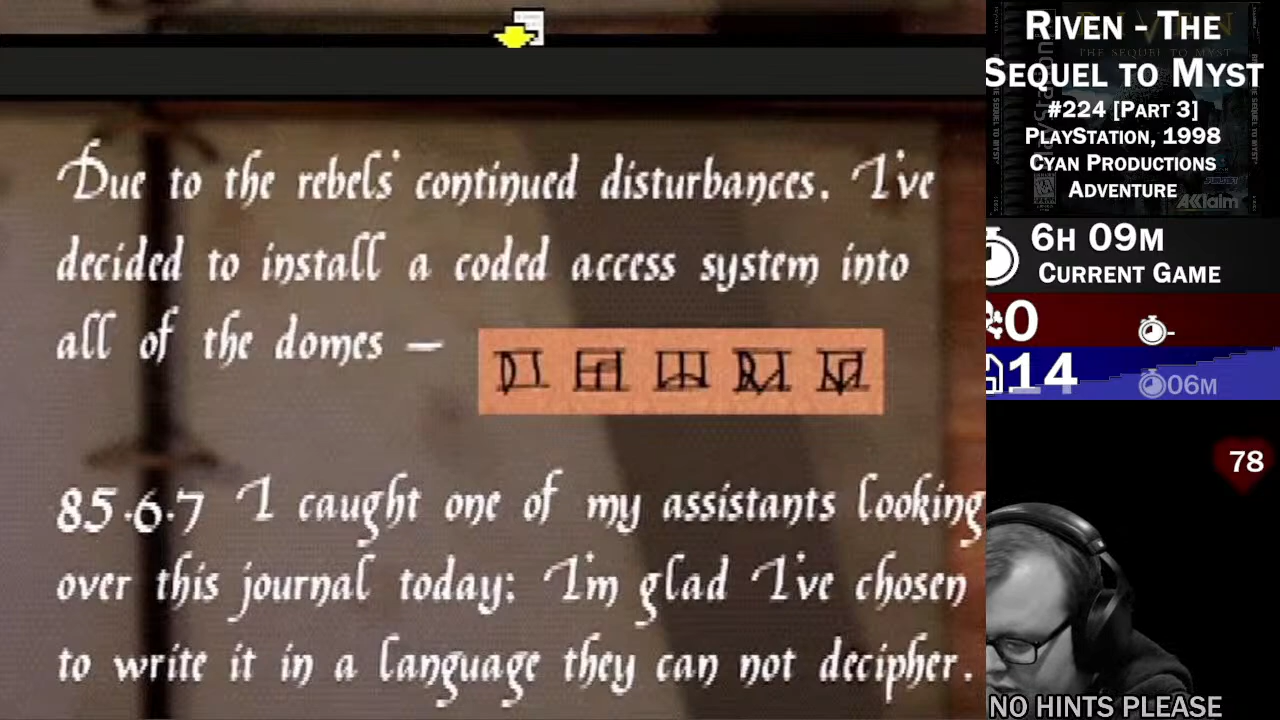 Due to the rebels' continued disturbances. I've
decided to install a coded access system into
all of the domes –
85.6.7 I caught one of my assistants looking
over this journal today: I'm glad I've chosen
to write it in a language they can not decipher.
RIVEN - THE
SEQUEL TO MYST
#224 [PART 3]
PLAYSTATION, 1998
CYAN PRODUCTIONS
ADVENTURE
6H 09M
CURRENT GAME
0 -
14 06M
78
NO HINTS PLEASE